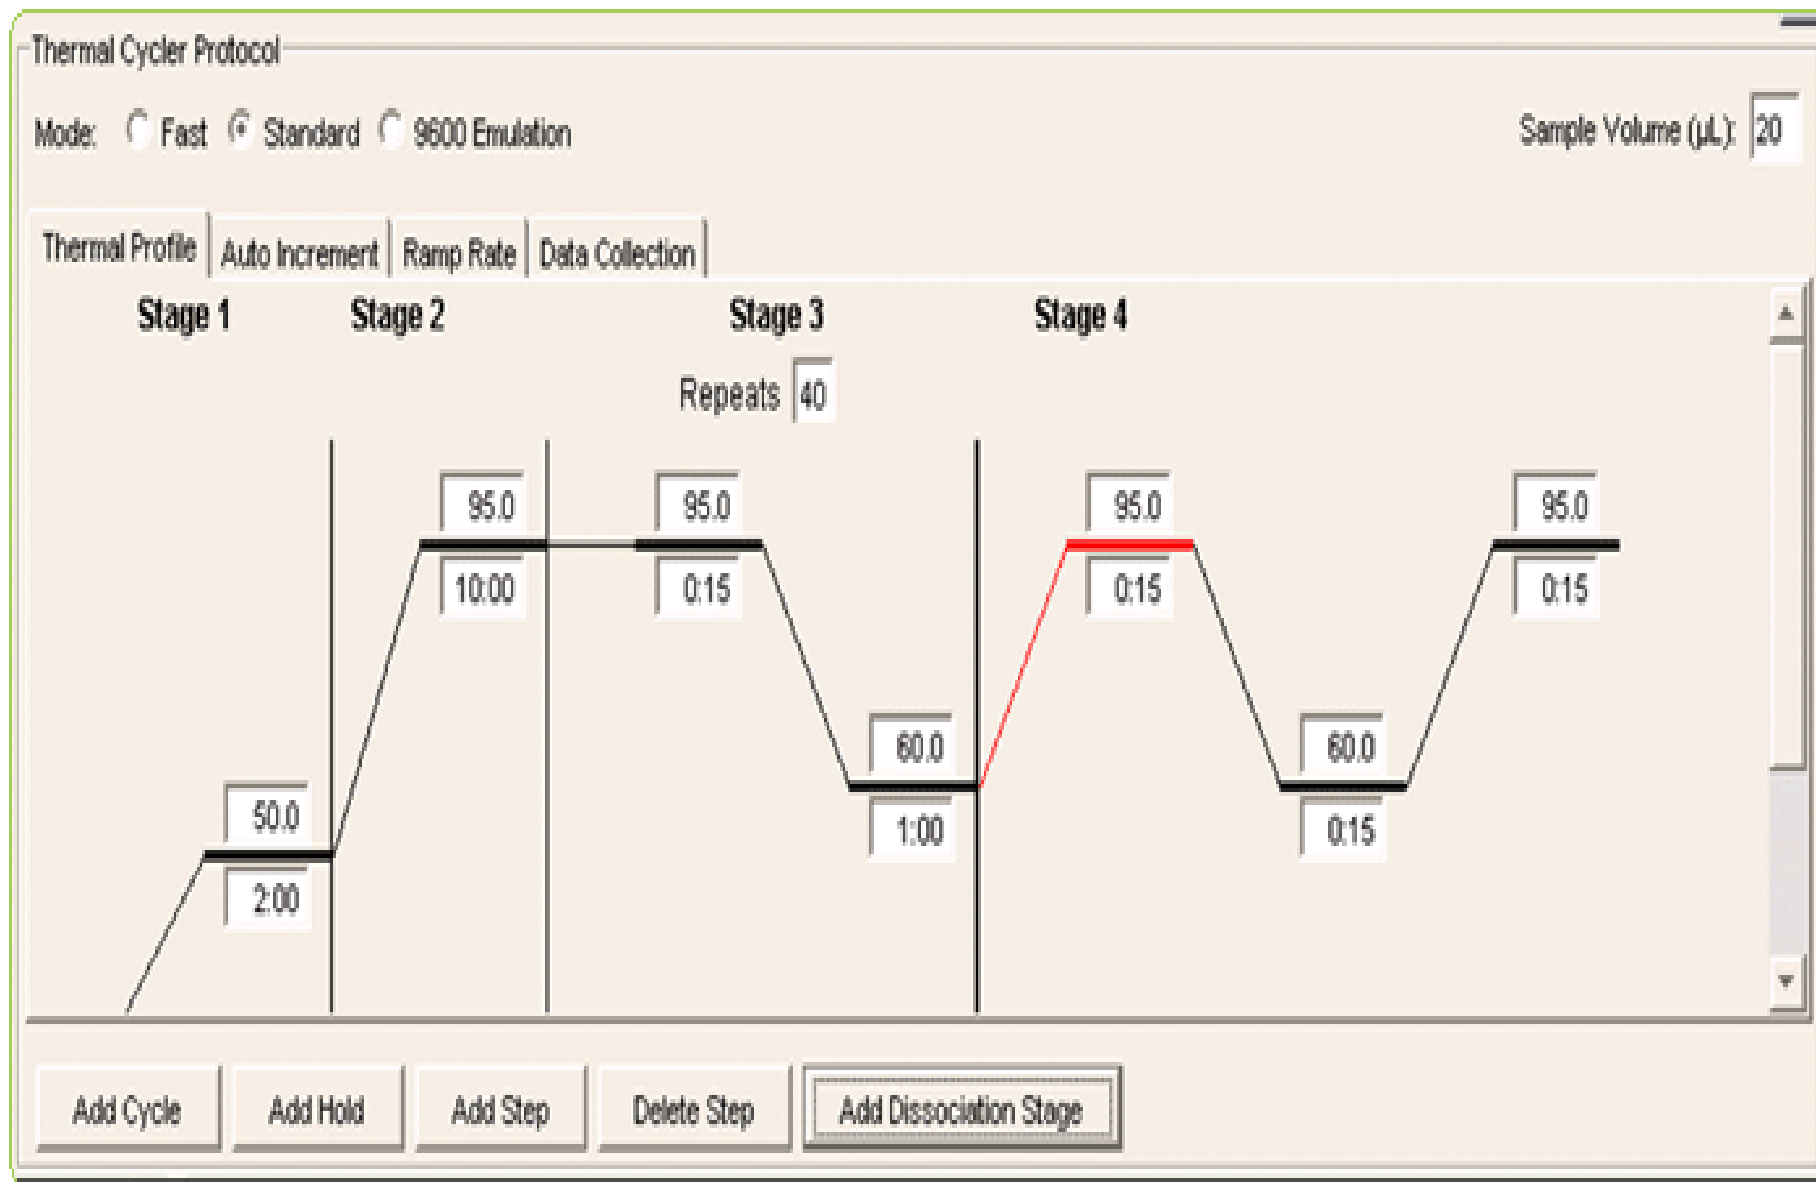 Thermal Cycler Protocol
Mode: Fast Standard 9600 Emulation Sample Volume (µL): 20
Thermal Profile Auto Increment Ramp Rate Data Collection
Stage 1 Stage 2 Stage 3 Stage 4
Repeats 40
95.0 95.0 95.0 95.0
10:00 0:15 0:15 0:15
60.0 60.0
50.0 1:00 0:15
2:00
Add Cycle Add Hold Add Step Delete Step Add Dissociation Stage